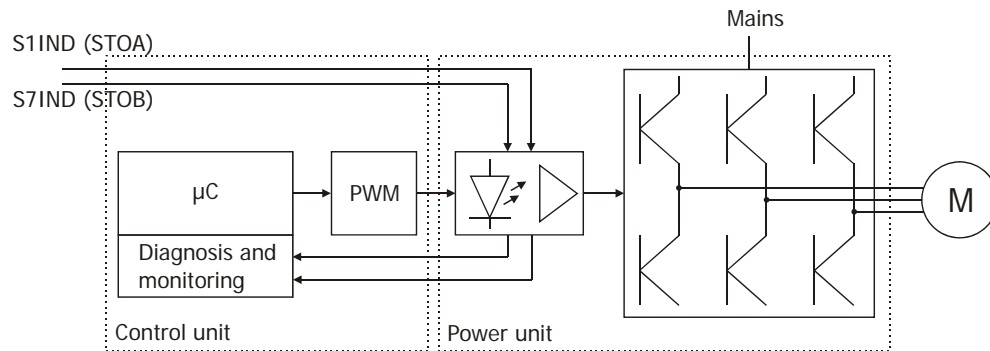 Mains
S1IND (STOA)
S7IND (STOB)
µC
PWM
M
Diagnosis and
monitoring
Control unit
Power unit